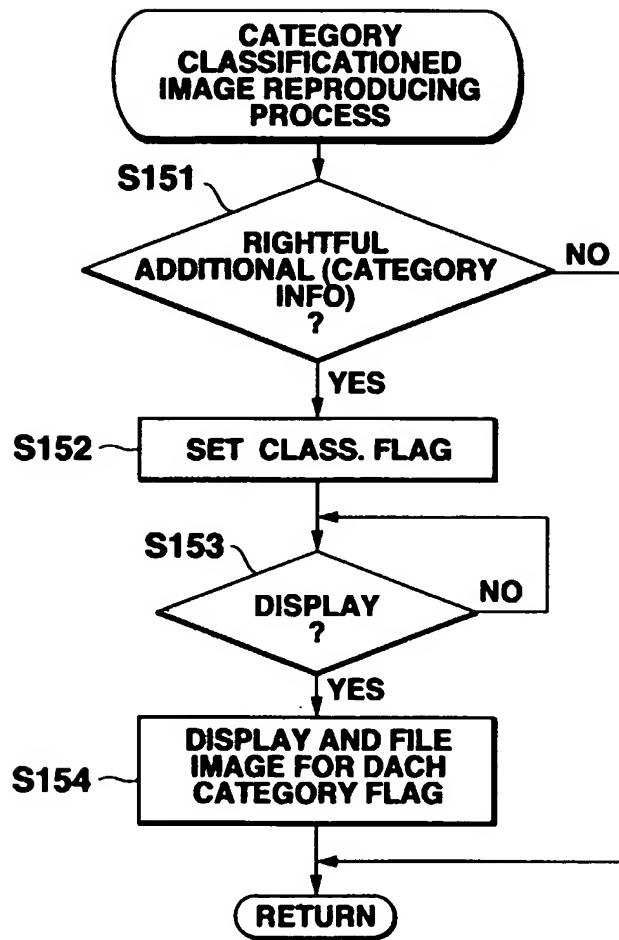 CATEGORY
CLASSIFICATIONED
IMAGE REPRODUCING
PROCESS
S151
RIGHTFUL
ADDITIONAL (CATEGORY
INFO)
?
NO
YES
S152
SET CLASS. FLAG
S153
DISPLAY
?
NO
YES
S154
DISPLAY AND FILE
IMAGE FOR DACH
CATEGORY FLAG
RETURN